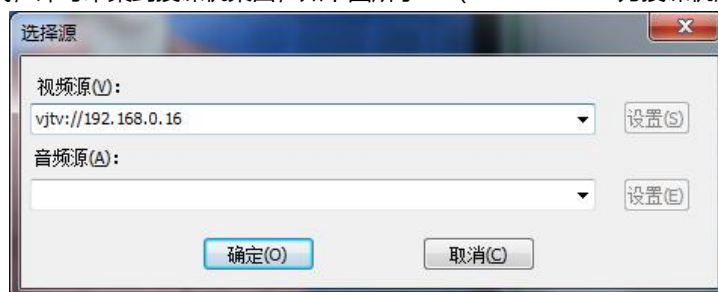 选择源
视频源(V):
vjtv://192.168.0.16
设置(S)
音频源(A):
设置(E)
确定(O)
取消(C)